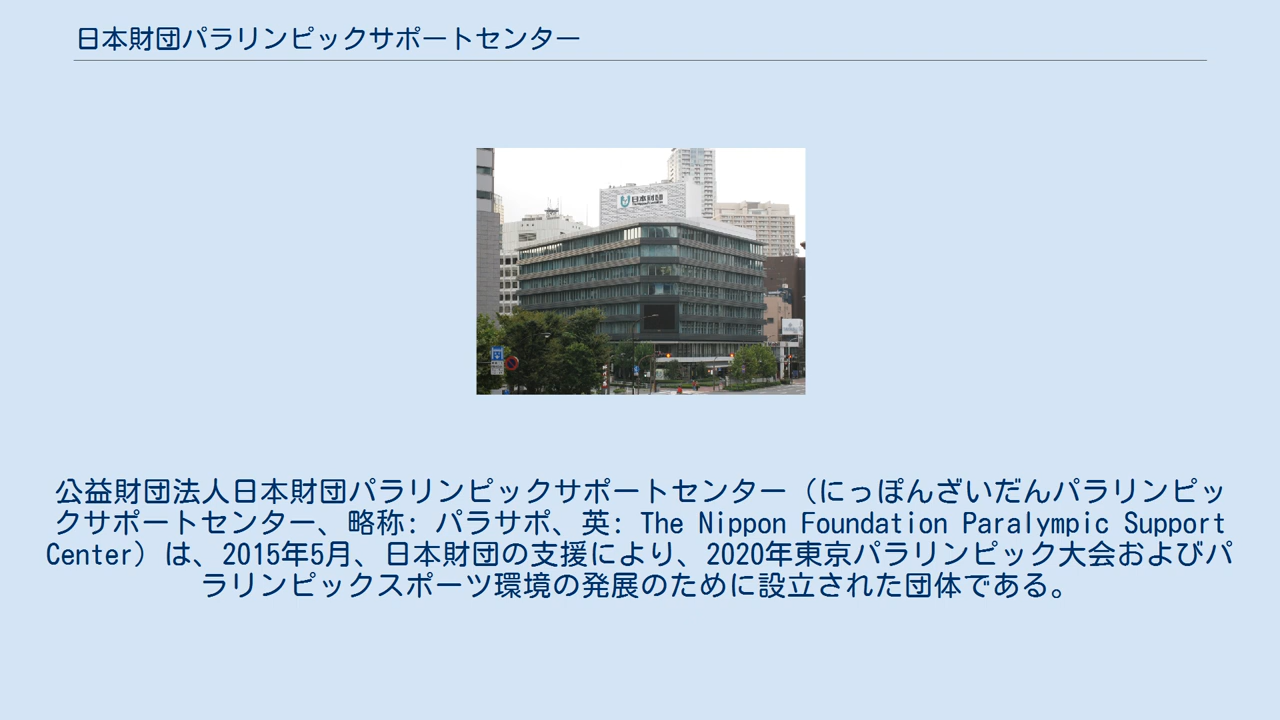 日本財団パラリンピックサポートセンター
日本財団
公益財団法人日本財団パラリンピックサポートセンター（にっぽんざいだんパラリンピッ
クサポートセンター、略称: パラサポ、英: The Nippon Foundation Paralympic Support
Center）は、2015年5月、日本財団の支援により、2020年東京パラリンピック大会およびパ
ラリンピックスポーツ環境の発展のために設立された団体である。